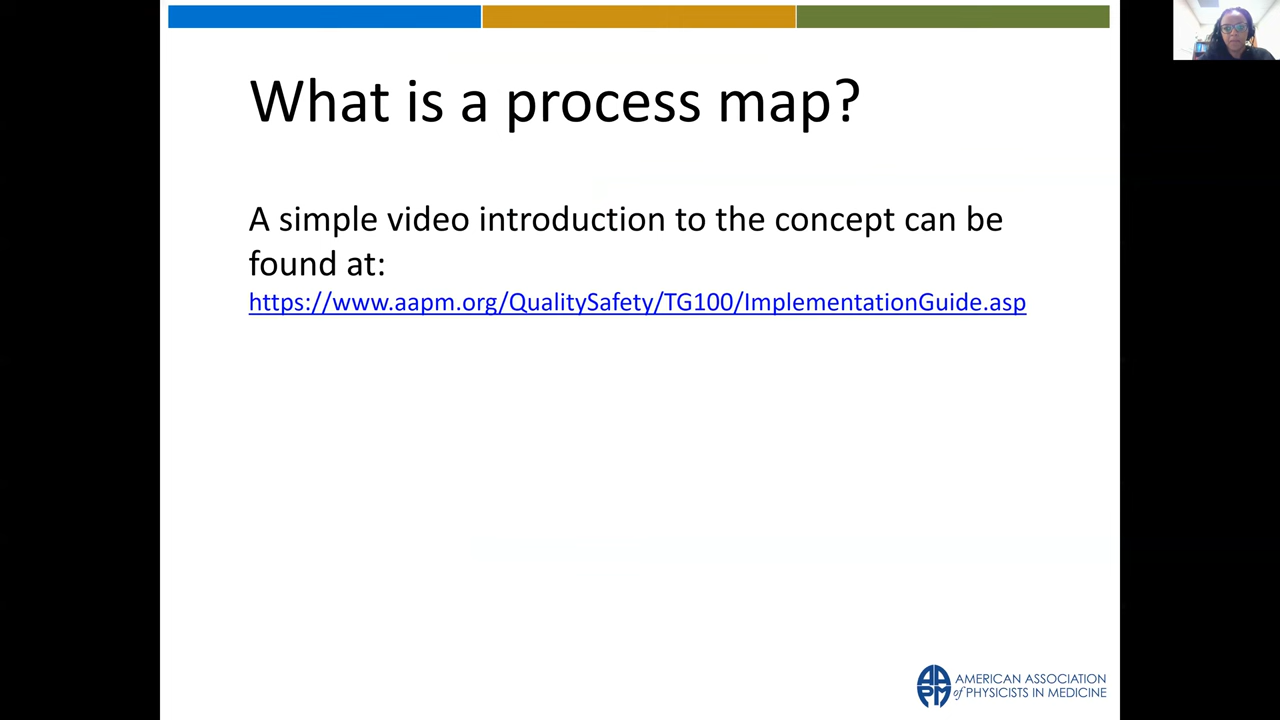 What is a process map?
A simple video introduction to the concept can be
found at:
https://www.aapm.org/QualitySafety/TG100/ImplementationGuide.asp
AAPM
AMERICAN ASSOCIATION
of PHYSICISTS IN MEDICINE